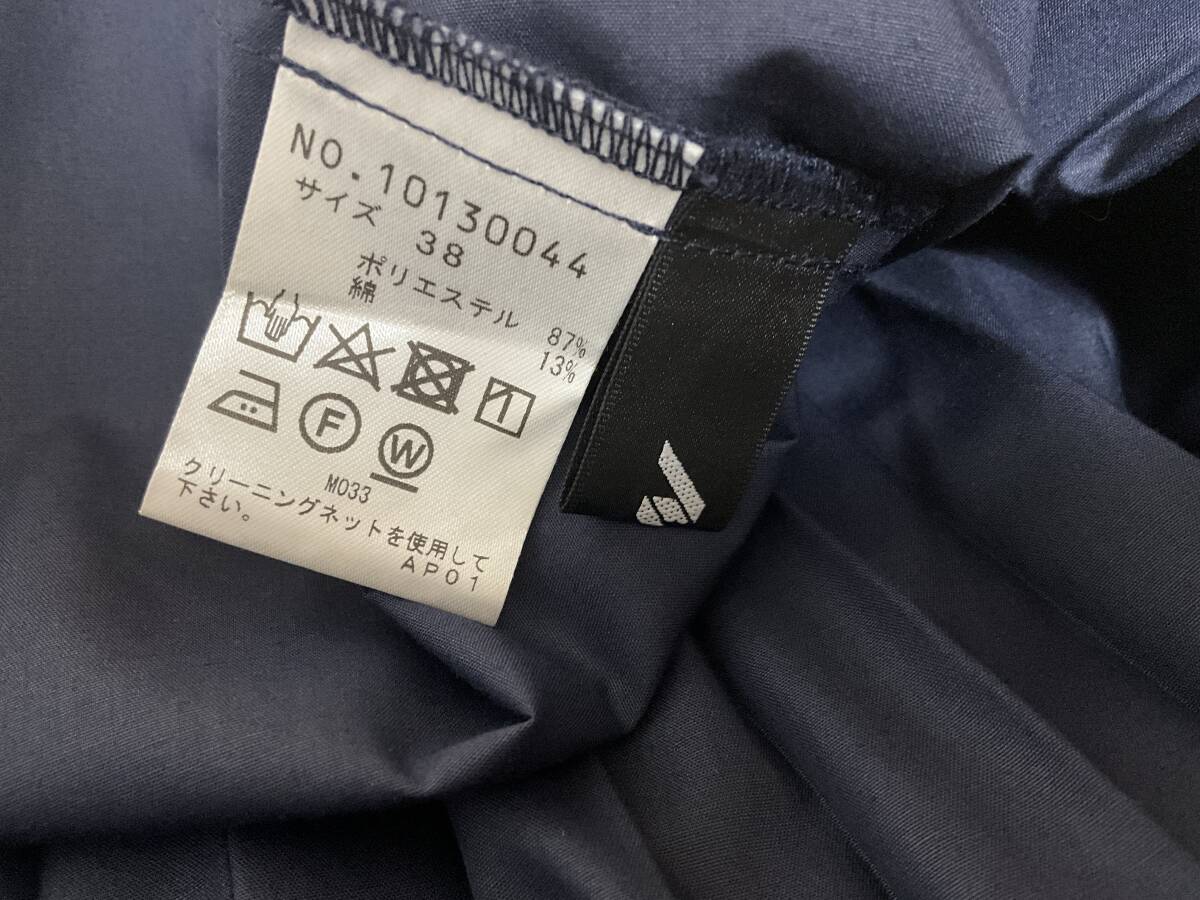 NO.10130044
サイズ 38
ポリエステル 87%
綿 13%
F W
M033
クリーニングネットを使用して
下さい。
AP01